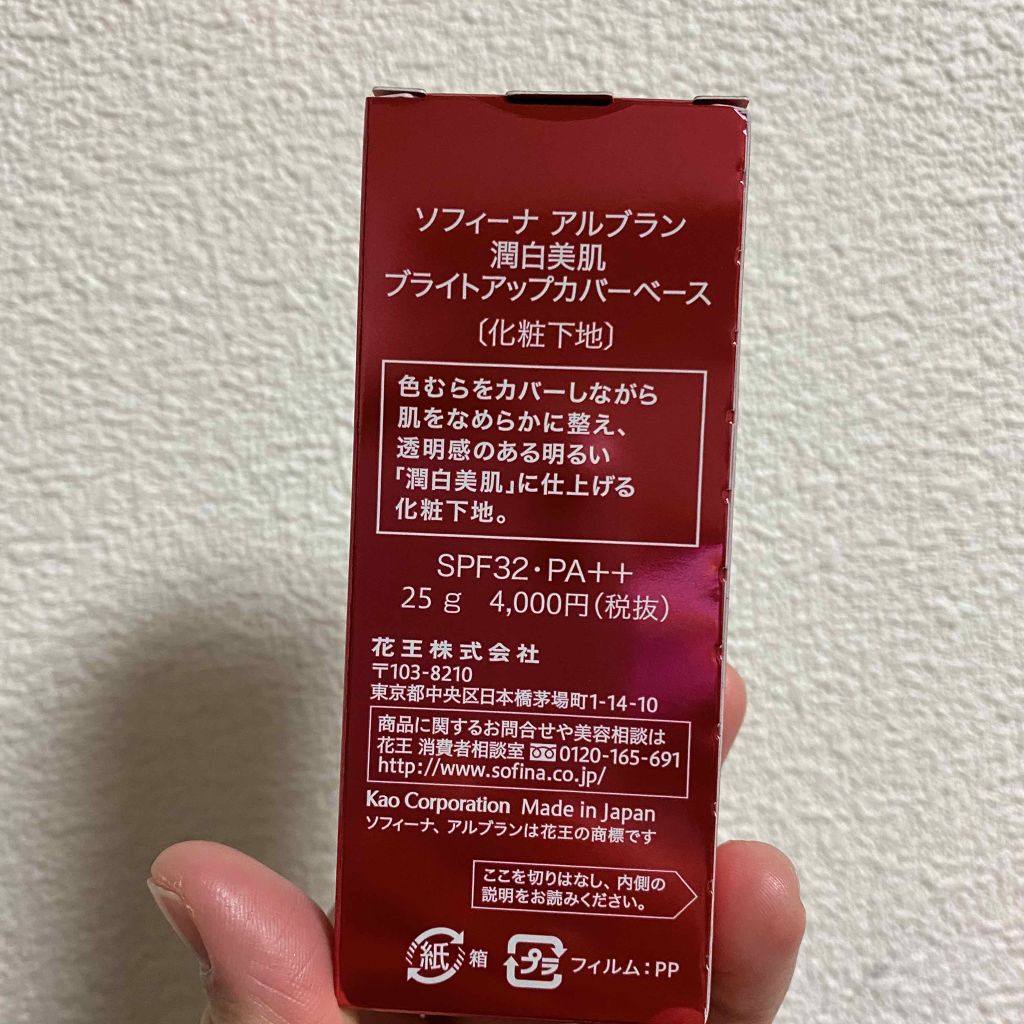 ソフィーナ アルブラン
潤白美肌
ブライトアップカバーベース
〔化粧下地〕
色むらをカバーしながら
肌をなめらかに整え、
透明感のある明るい
「潤白美肌」に仕上げる
化粧下地。
SPF32・PA++
25g 4,000円(税抜)
花王株式会社
〒103-8210
東京都中央区日本橋茅場町1-14-10
商品に関するお問合せや美容相談は
花王 消費者相談室 0120-165-691
http://www.sofina.co.jp/
Kao Corporation Made in Japan
ソフィーナ、アルブランは花王の商標です
ここを切りはなし、内側の
説明をお読みください。
紙 箱 プラ フィルム:PP